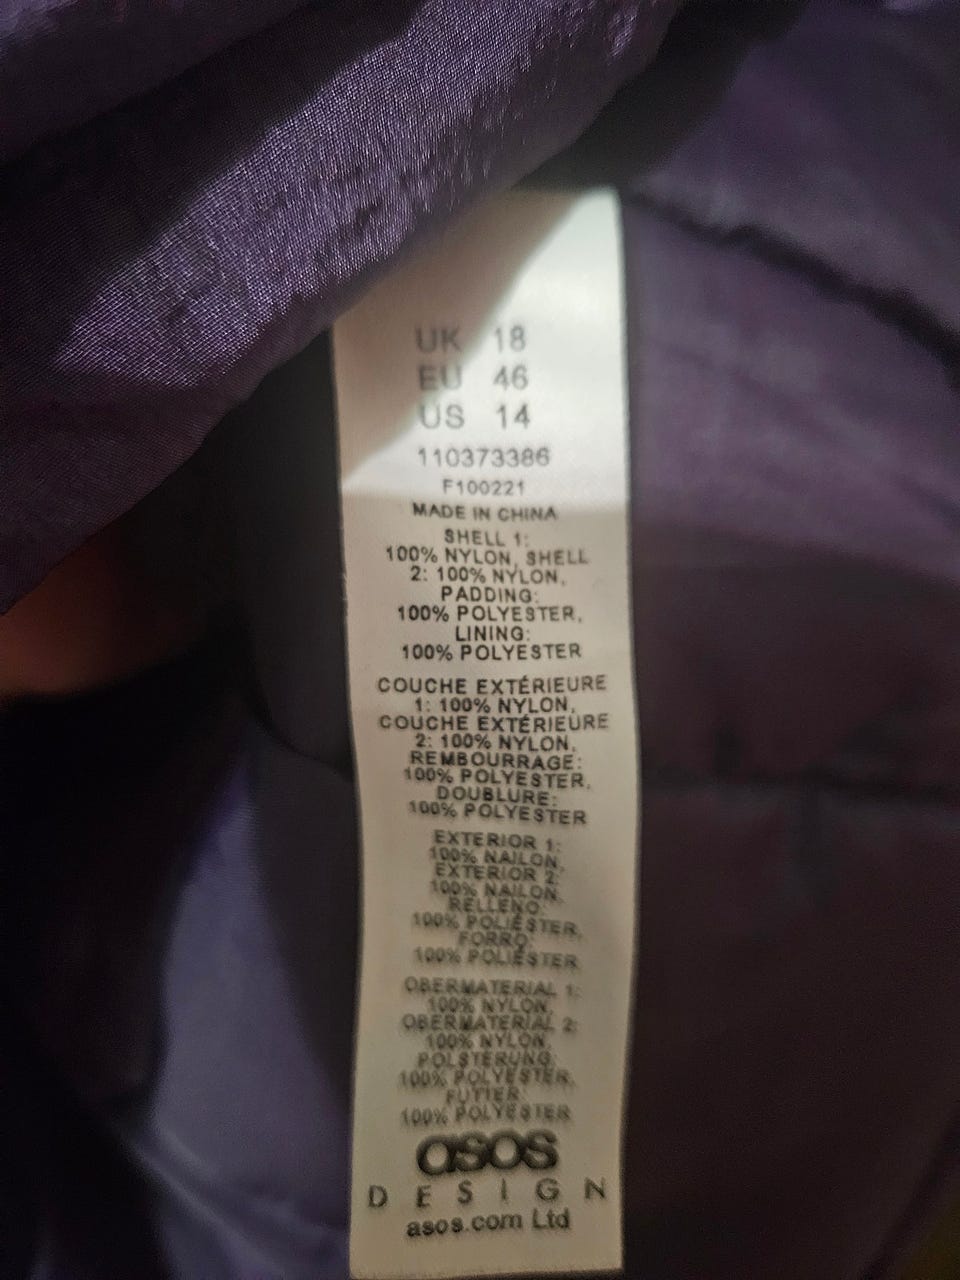 UK 18
EU 46
US 14
110373386
F100221
MADE IN CHINA
SHELL 1:
100% NYLON, SHELL
2: 100% NYLON,
PADDING:
100% POLYESTER,
LINING:
100% POLYESTER
COUCHE EXTÉRIEURE
1: 100% NYLON,
COUCHE EXTÉRIEURE
2: 100% NYLON,
REMBOURRAGE:
100% POLYESTER,
DOUBLURE:
100% POLYESTER
EXTERIOR 1:
100% NAILON,
EXTERIOR 2:
100% NAILON,
RELLENO:
100% POLIÉSTER,
FORRO:
100% POLIÉSTER
OBERMATERIAL 1:
100% NYLON,
OBERMATERIAL 2:
100% NYLON,
POLSTERUNG:
100% POLYESTER,
FUTTER:
100% POLYESTER
asos
DESIGN
asos.com Ltd